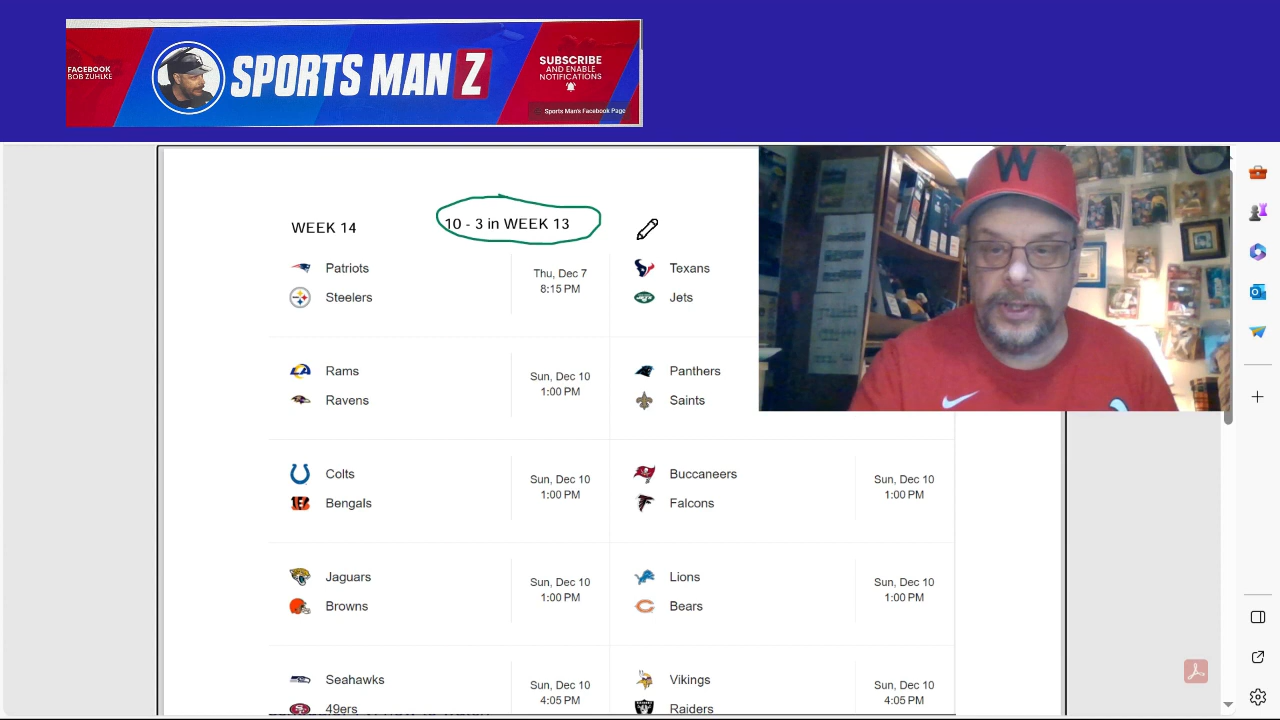 FACEBOOK
BOB ZUHLKE
SPORTS MAN Z
SUBSCRIBE
AND ENABLE
NOTIFICATIONS
Sports Man's Facebook Page
W
WEEK 14
10 - 3 in WEEK 13
Patriots
Steelers
Thu, Dec 7
8:15 PM
Texans
Jets
Rams
Ravens
Sun, Dec 10
1:00 PM
Panthers
Saints
Colts
Bengals
Sun, Dec 10
1:00 PM
Buccaneers
Falcons
Sun, Dec 10
1:00 PM
Jaguars
Browns
Sun, Dec 10
1:00 PM
Lions
Bears
Sun, Dec 10
1:00 PM
Seahawks
49ers
Sun, Dec 10
4:05 PM
Vikings
Raiders
Sun, Dec 10
4:05 PM